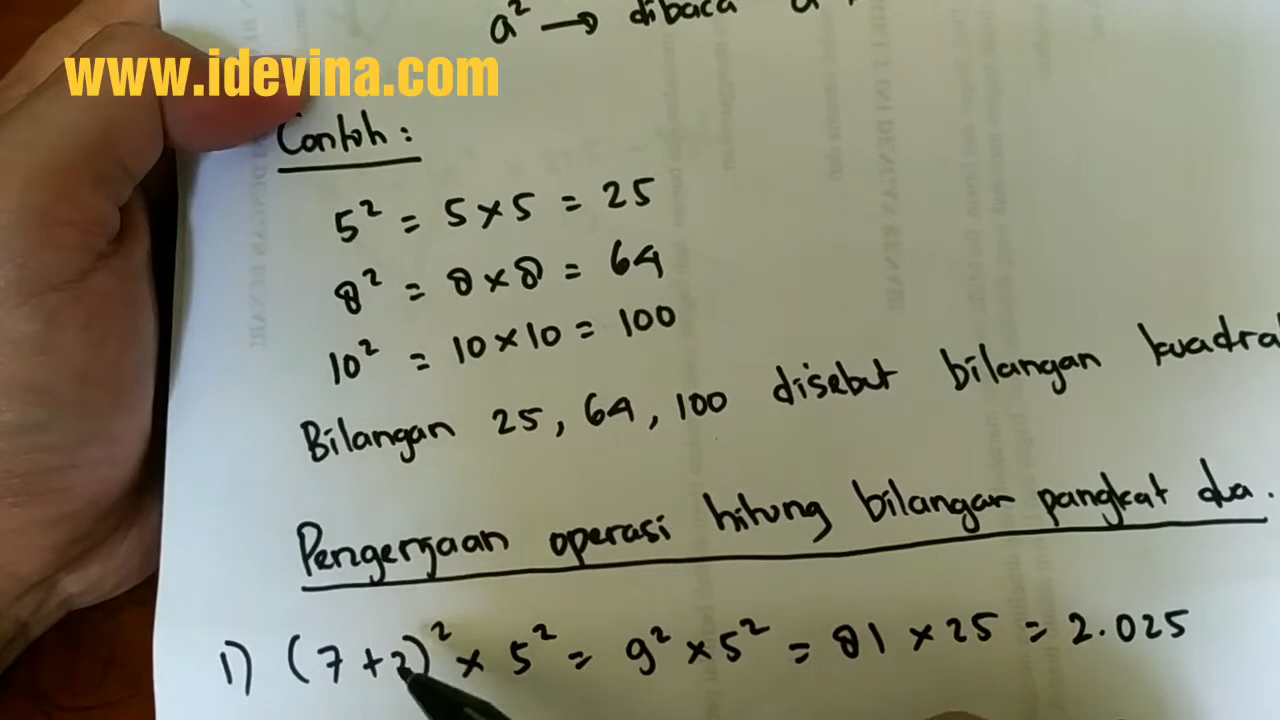 a² → dibaca a
www.idevina.com
Contoh :
5² = 5 × 5 = 25
8² = 8 × 8 = 64
10² = 10 × 10 = 100
Bilangan 25, 64, 100 disebut bilangan kuadrat
Pengerjaan operasi hitung bilangan pangkat dua.
1) (7 + 2)² × 5² = 9² × 5² = 81 × 25 = 2.025